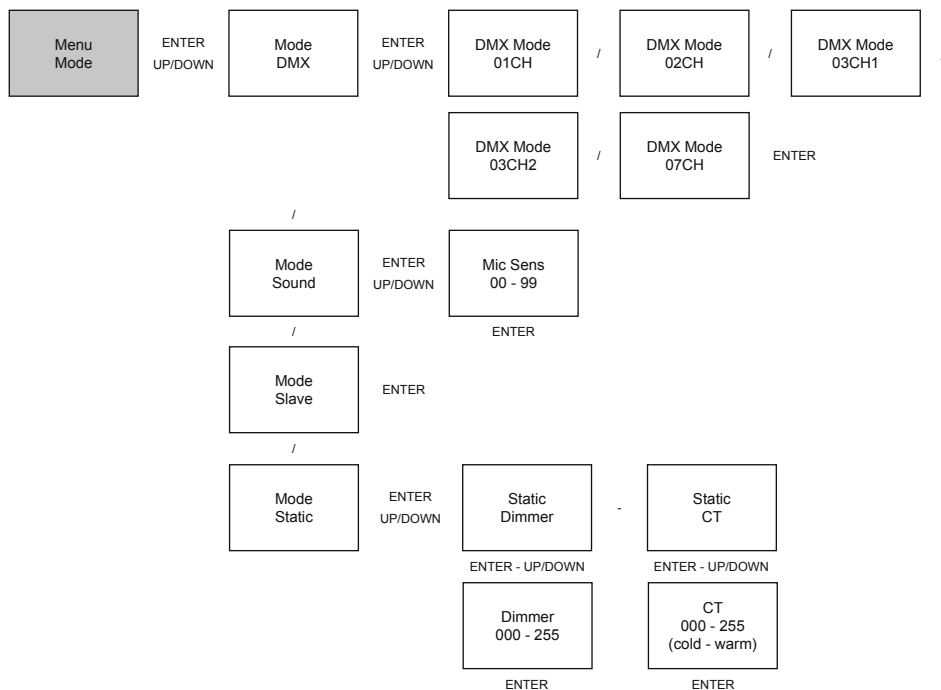 Menu
Mode
ENTER
UP/DOWN
Mode
DMX
ENTER
UP/DOWN
DMX Mode
01CH
/
DMX Mode
02CH
/
DMX Mode
03CH1
DMX Mode
03CH2
/
DMX Mode
07CH
ENTER
/
Mode
Sound
ENTER
UP/DOWN
Mic Sens
00 - 99
ENTER
/
Mode
Slave
ENTER
/
Mode
Static
ENTER
UP/DOWN
Static
Dimmer
-
Static
CT
ENTER - UP/DOWN
ENTER - UP/DOWN
Dimmer
000 - 255
CT
000 - 255
(cold - warm)
ENTER
ENTER